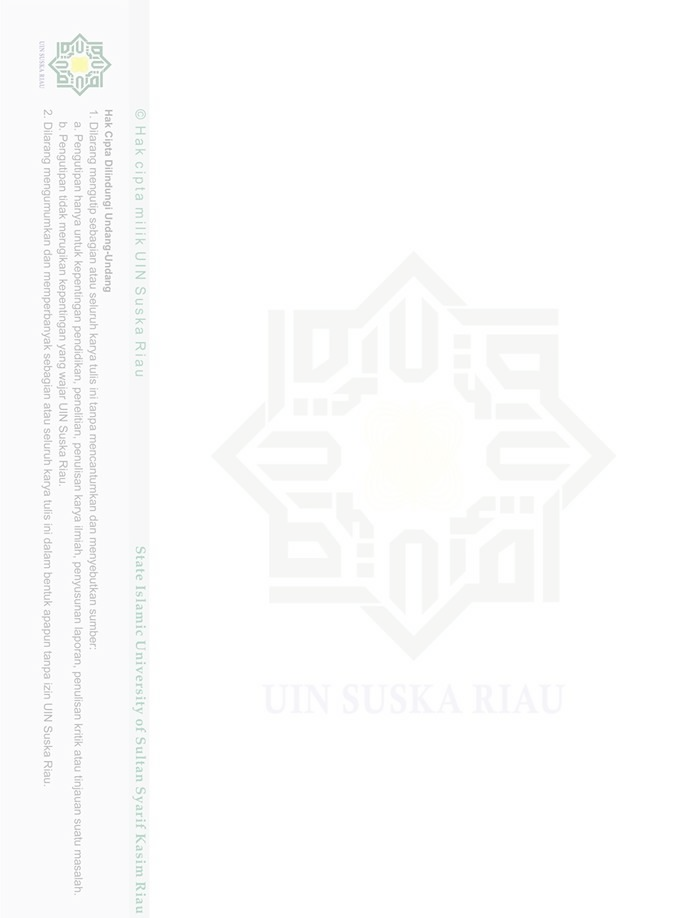 UIN SUSKA RIAU
© Hak cipta milik UIN Suska Riau
State Islamic University of Sultan Syarif Kasim Riau
Hak Cipta Dilindungi Undang-Undang
1. Dilarang mengutip sebagian atau seluruh karya tulis ini tanpa mencantumkan dan menyebutkan sumber:
a. Pengutipan hanya untuk kepentingan pendidikan, penelitian, penulisan karya ilmiah, penyusunan laporan, penulisan kritik atau tinjauan suatu masalah.
b. Pengutipan tidak merugikan kepentingan yang wajar UIN Suska Riau.
2. Dilarang mengumumkan dan memperbanyak sebagian atau seluruh karya tulis ini dalam bentuk apapun tanpa izin UIN Suska Riau.
UIN SUSKA RIAU